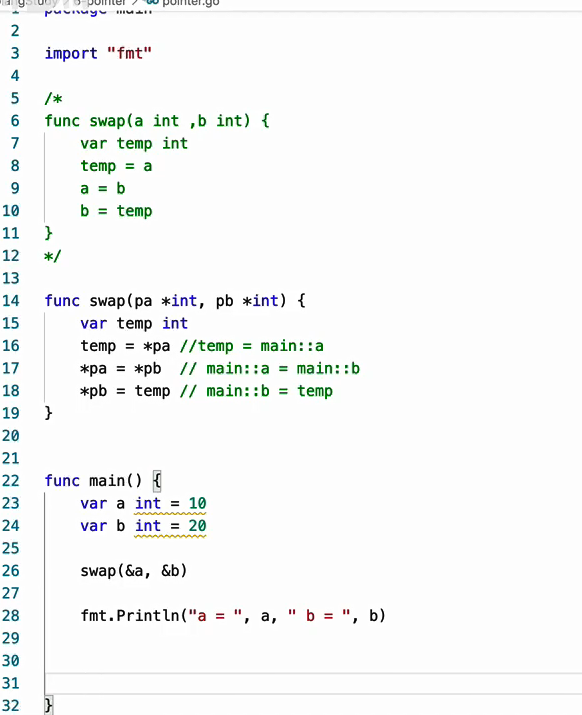 6-pointer > pointer.go
1 package main
2
3 import "fmt"
4
5 /*
6 func swap(a int ,b int) {
7 var temp int
8 temp = a
9 a = b
10 b = temp
11 }
12 */
13
14 func swap(pa *int, pb *int) {
15 var temp int
16 temp = *pa //temp = main::a
17 *pa = *pb  // main::a = main::b
18 *pb = temp // main::b = temp
19 }
20
21
22 func main() {
23 var a int = 10
24 var b int = 20
25
26 swap(&a, &b)
27
28 fmt.Println("a = ", a, " b = ", b)
29
30
31
32 }